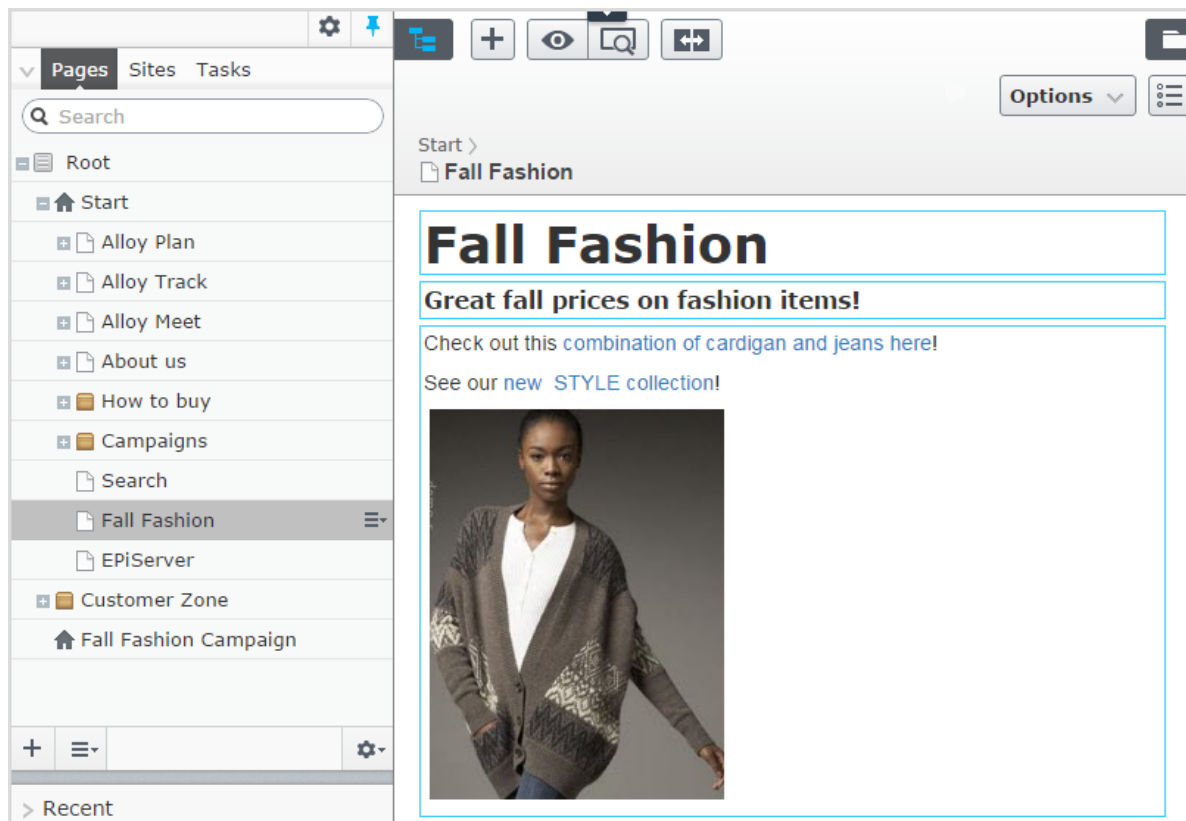 Pages Sites Tasks
Search
Root
Start
Alloy Plan
Alloy Track
Alloy Meet
About us
How to buy
Campaigns
Search
Fall Fashion
EPiServer
Customer Zone
Fall Fashion Campaign
Recent
Options
Start
Fall Fashion
Fall Fashion
Great fall prices on fashion items!
Check out this combination of cardigan and jeans here!
See our new STYLE collection!